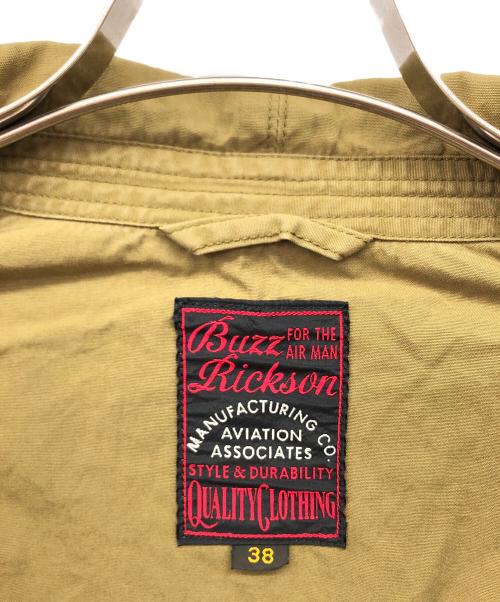 Buzz FOR THE
AIR MAN
Rickson
MANUFACTURING CO.
AVIATION
ASSOCIATES
STYLE & DURABILITY
QUALITY CLOTHING
38